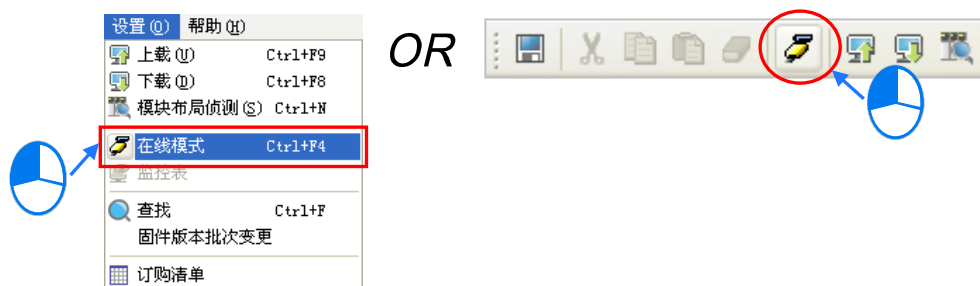 设置(O) 帮助(H)
上载(U) Ctrl+F9
下载(D) Ctrl+F8
模块布局侦测(S) Ctrl+N
在线模式 Ctrl+F4
监控表
查找 Ctrl+F
固件版本批次变更
订购清单
OR